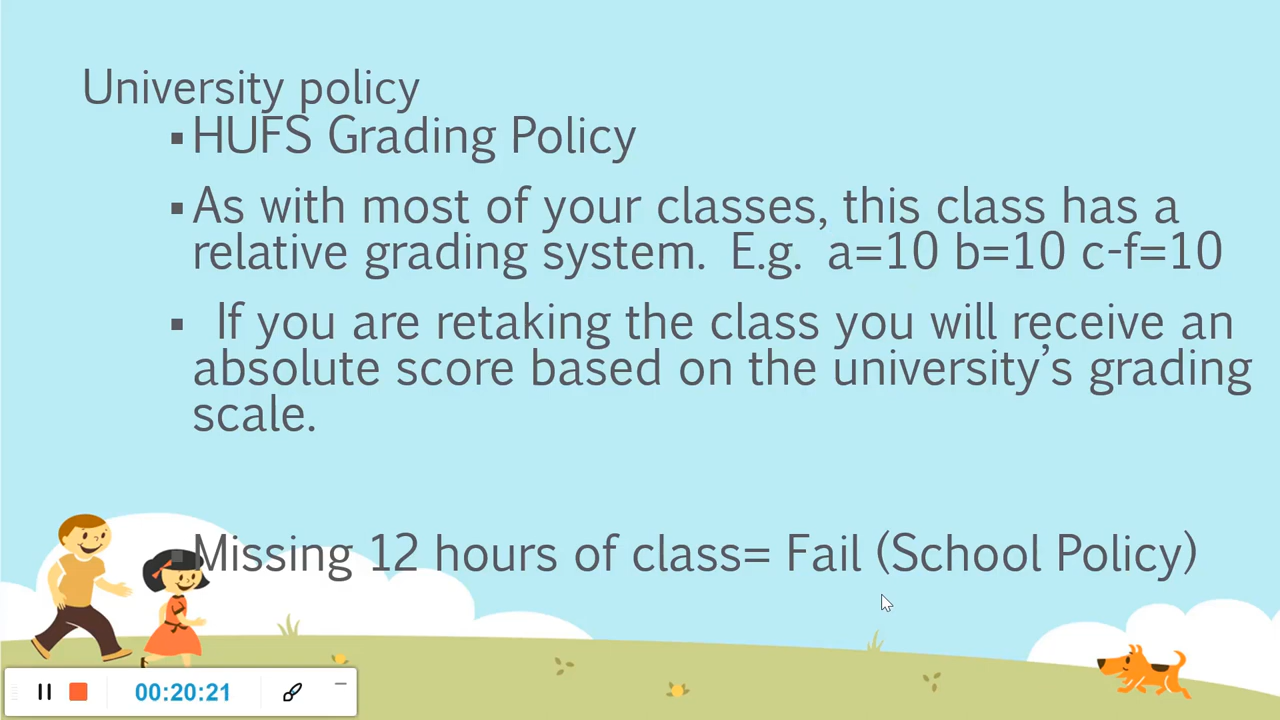 University policy
▪HUFS Grading Policy
▪As with most of your classes, this class has a
relative grading system.  E.g.  a=10 b=10 c-f=10
▪ If you are retaking the class you will receive an
absolute score based on the university’s grading
scale.
▪Missing 12 hours of class= Fail (School Policy)
00:20:21